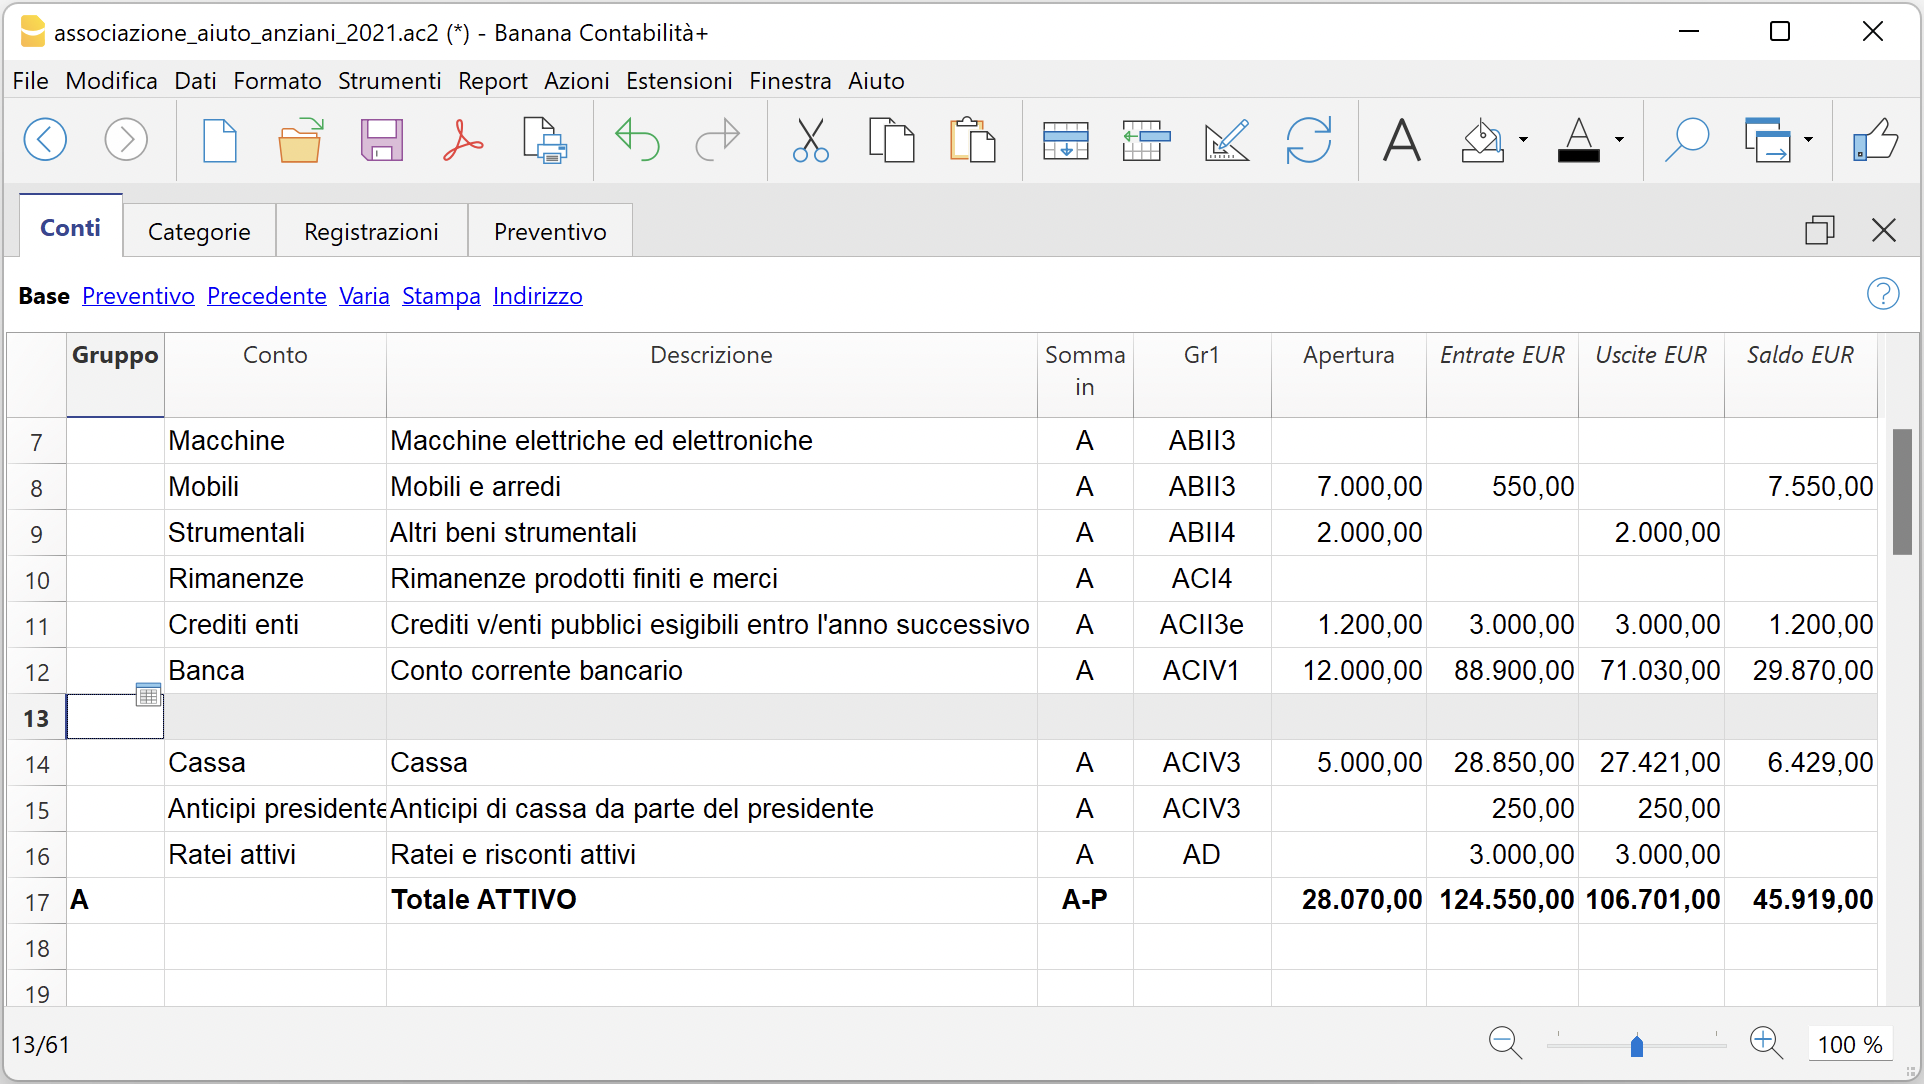 associazione_aiuto_anziani_2021.ac2 (*) - Banana Contabilità+
File Modifica Dati Formato Strumenti Report Azioni Estensioni Finestra Aiuto
Conti Categorie Registrazioni Preventivo
Base Preventivo Precedente Varia Stampa Indirizzo
Gruppo Conto Descrizione Somma in Gr1 Apertura Entrate EUR Uscite EUR Saldo EUR
7 Macchine Macchine elettriche ed elettroniche A ABII3
8 Mobili Mobili e arredi A ABII3 7.000,00 550,00 7.550,00
9 Strumentali Altri beni strumentali A ABII4 2.000,00 2.000,00
10 Rimanenze Rimanenze prodotti finiti e merci A ACI4
11 Crediti enti Crediti v/enti pubblici esigibili entro l'anno successivo A ACII3e 1.200,00 3.000,00 3.000,00 1.200,00
12 Banca Conto corrente bancario A ACIV1 12.000,00 88.900,00 71.030,00 29.870,00
13
14 Cassa Cassa A ACIV3 5.000,00 28.850,00 27.421,00 6.429,00
15 Anticipi presidente Anticipi di cassa da parte del presidente A ACIV3 250,00 250,00
16 Ratei attivi Ratei e risconti attivi A AD 3.000,00 3.000,00
17 A Totale ATTIVO A-P 28.070,00 124.550,00 106.701,00 45.919,00
18
19
13/61 100 %